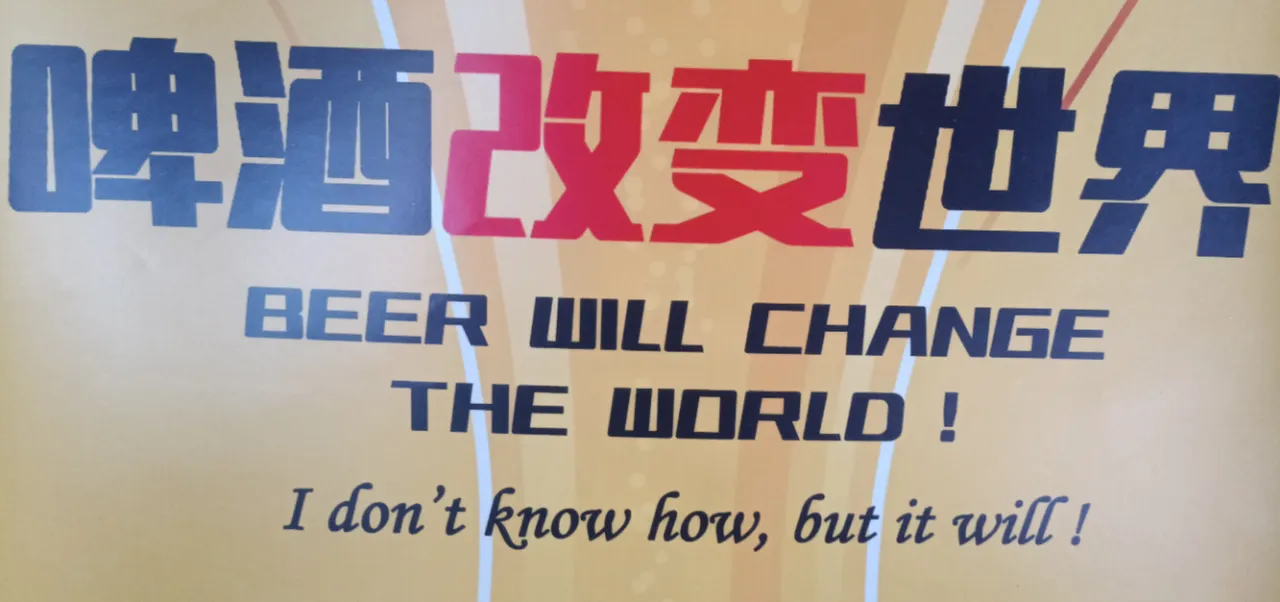 啤酒改变世界
BEER WILL CHANGE
THE WORLD !
I don't know how, but it will !